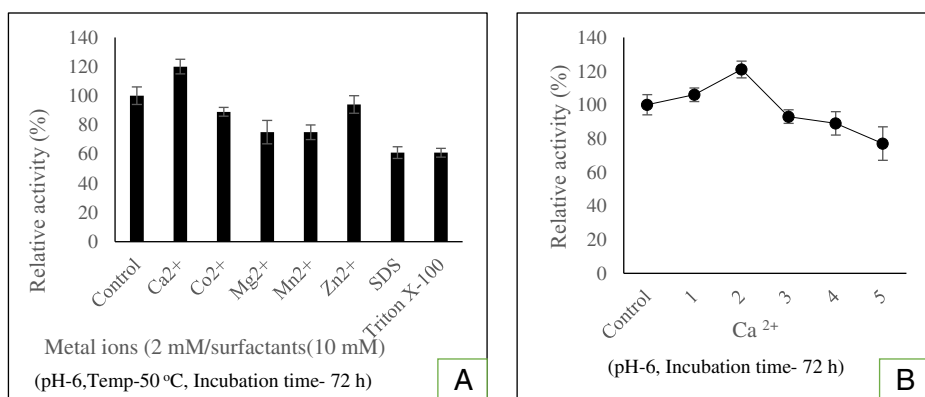 140
120
100
80
60
40
20
0
Relative activity (%)
Control
Ca2+
Co2+
Mg2+
Mn2+
Zn2+
SDS
Triton X-100
Metal ions (2 mM/surfactants(10 mM)
(pH-6,Temp-50 °C, Incubation time- 72 h)
A
140
120
100
80
60
40
20
0
Relative activity (%)
Control
1
2
3
4
5
Ca ²⁺
(pH-6, Incubation time- 72 h)
B